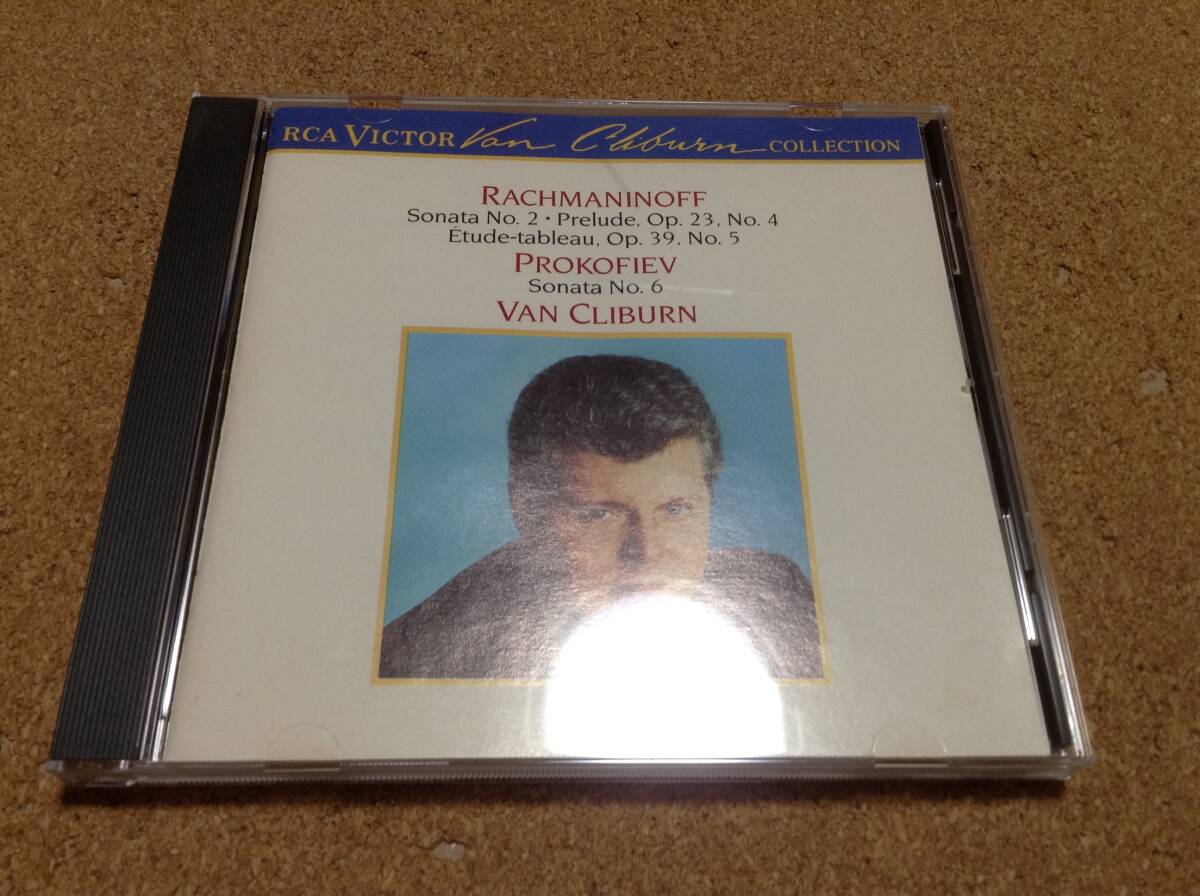 RCA VICTOR Van Cliburn COLLECTION
RACHMANINOFF
Sonata No. 2 • Prelude, Op. 23, No. 4
Étude-tableau, Op. 39, No. 5
PROKOFIEV
Sonata No. 6
VAN CLIBURN